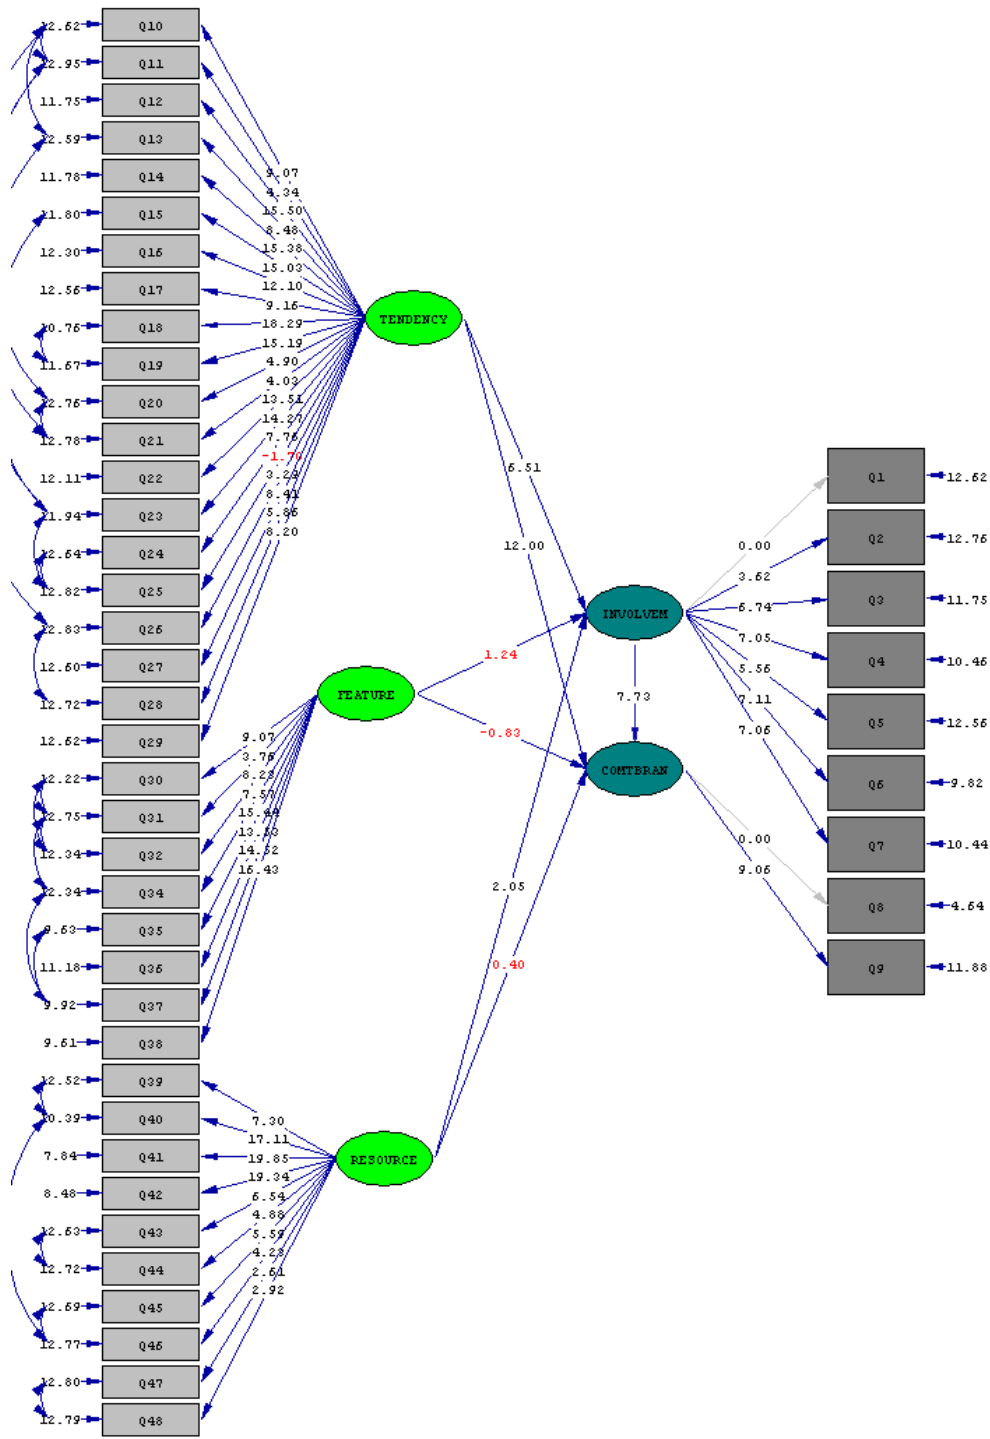 12.62 Q10
12.95 Q11
11.75 Q12
12.59 Q13
11.78 Q14
11.80 Q15
12.30 Q16
12.56 Q17
10.76 Q18
11.67 Q19
12.76 Q20
12.78 Q21
12.11 Q22
11.94 Q23
12.64 Q24
12.82 Q25
12.83 Q26
12.60 Q27
12.72 Q28
12.62 Q29
12.22 Q30
12.75 Q31
12.34 Q32
12.34 Q34
9.63 Q35
11.18 Q36
9.92 Q37
9.61 Q38
12.52 Q39
10.39 Q40
7.84 Q41
8.48 Q42
12.63 Q43
12.72 Q44
12.69 Q45
12.77 Q46
12.80 Q47
12.79 Q48
9.07
4.34
15.50
8.48
15.38
15.03
12.10
9.16
18.29
15.19
4.90
4.03
13.51
14.27
7.76
-1.70
3.29
8.41
5.86
8.20
9.07
3.76
8.23
7.57
15.44
13.53
14.52
16.43
7.30
17.11
19.85
19.34
6.54
4.88
5.59
4.23
2.61
2.92
TENDENCY
FEATURE
RESOURCE
6.51
12.00
1.24
-0.83
2.05
0.40
INVOLVEM
7.73
COMTBRAN
0.00
3.62
6.74
7.05
5.56
7.11
7.06
0.00
9.06
Q1 12.62
Q2 12.76
Q3 11.75
Q4 10.46
Q5 12.56
Q6 9.82
Q7 10.44
Q8 4.64
Q9 11.88